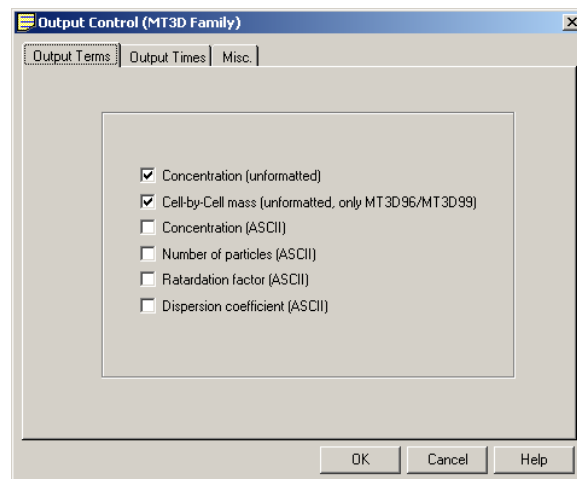 Output Control (MT3D Family)
Output Terms Output Times Misc.
Concentration (unformatted)
Cell-by-Cell mass (unformatted, only MT3D96/MT3D99)
Concentration (ASCII)
Number of particles (ASCII)
Ratardation factor (ASCII)
Dispersion coefficient (ASCII)
OK Cancel Help